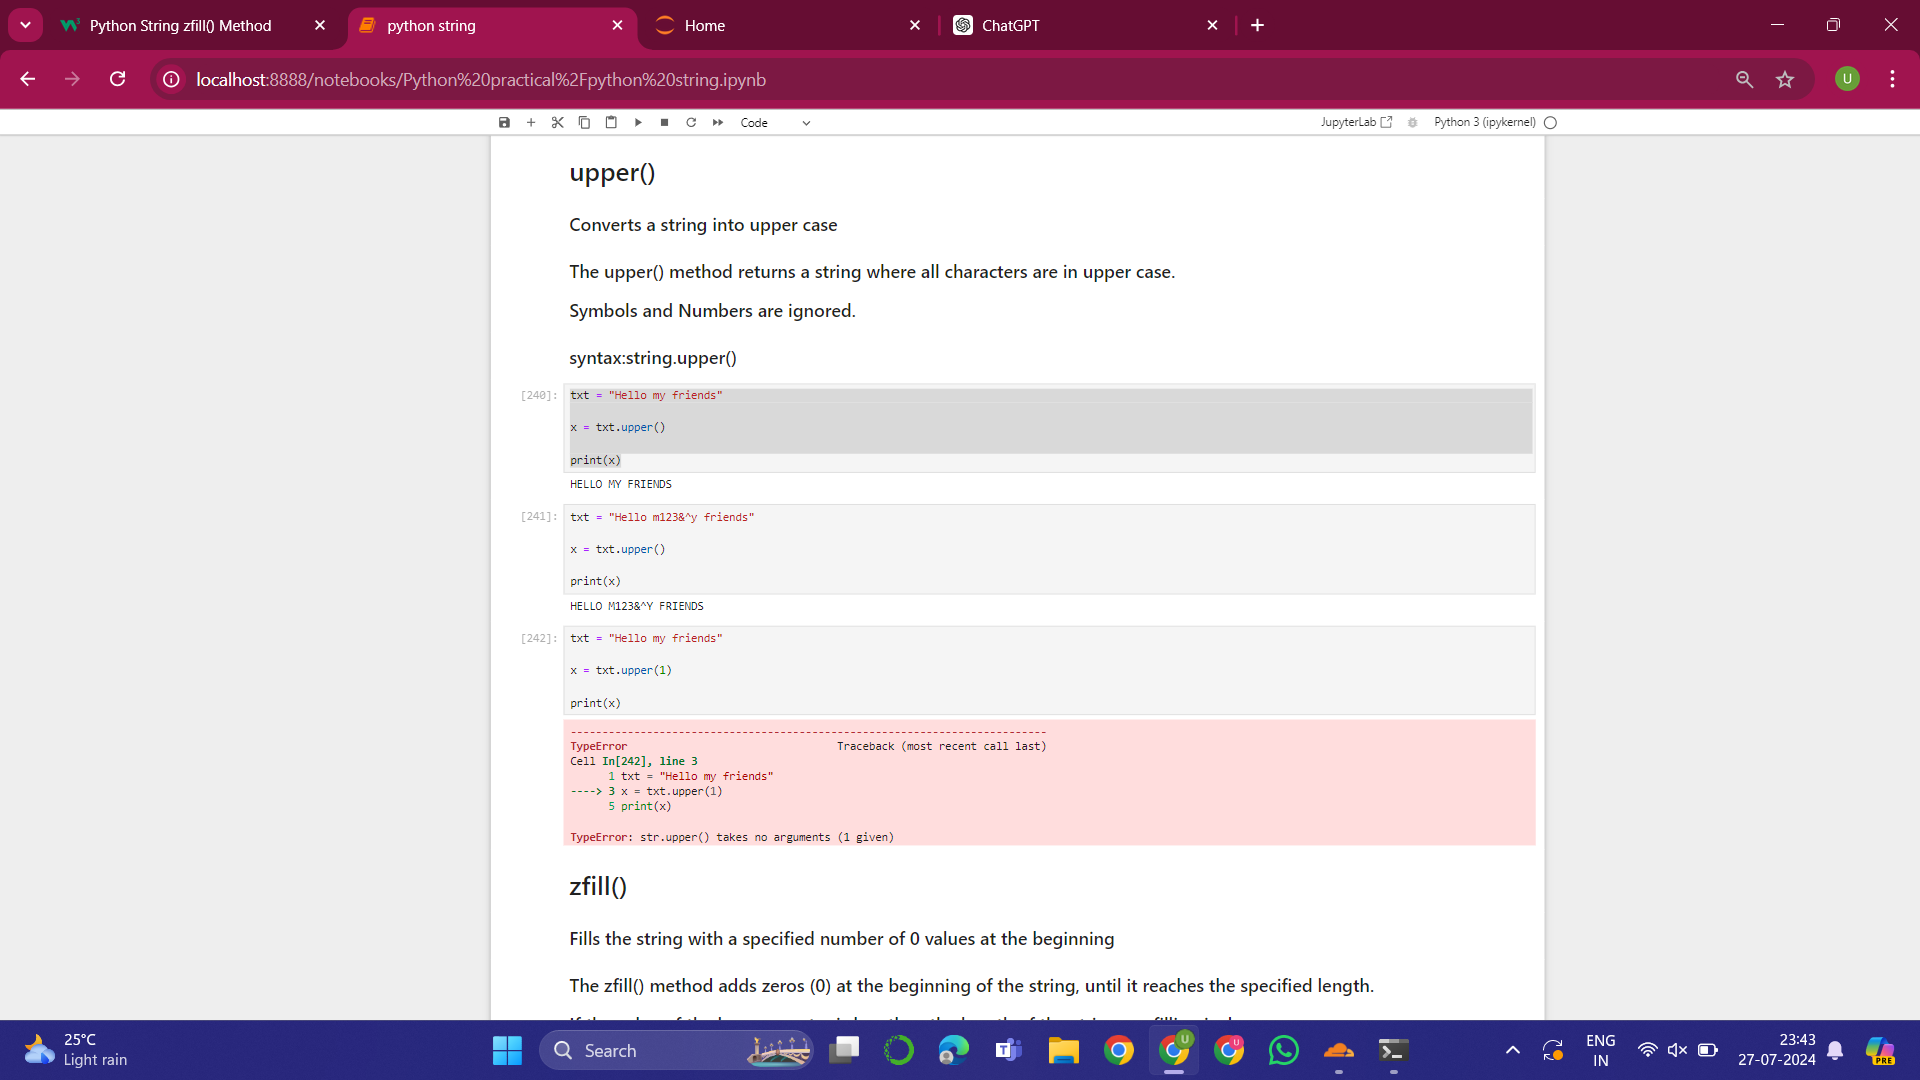 Python String zfill() Method
python string
Home
ChatGPT
localhost:8888/notebooks/Python%20practical%2Fpython%20string.ipynb
U
Code
JupyterLab
Python 3 (ipykernel)
upper()
Converts a string into upper case
The upper() method returns a string where all characters are in upper case.
Symbols and Numbers are ignored.
syntax:string.upper()
[240]:
txt = "Hello my friends"
x = txt.upper()
print(x)
HELLO MY FRIENDS
[241]:
txt = "Hello m123&^y friends"
x = txt.upper()
print(x)
HELLO M123&^Y FRIENDS
[242]:
txt = "Hello my friends"
x = txt.upper(1)
print(x)
---------------------------------------------------------------------------
TypeError Traceback (most recent call last)
Cell In[242], line 3
1 txt = "Hello my friends"
----> 3 x = txt.upper(1)
5 print(x)
TypeError: str.upper() takes no arguments (1 given)
zfill()
Fills the string with a specified number of 0 values at the beginning
The zfill() method adds zeros (0) at the beginning of the string, until it reaches the specified length.
25°C
Light rain
Search
U
U
ENG
IN
23:43
27-07-2024
PRE